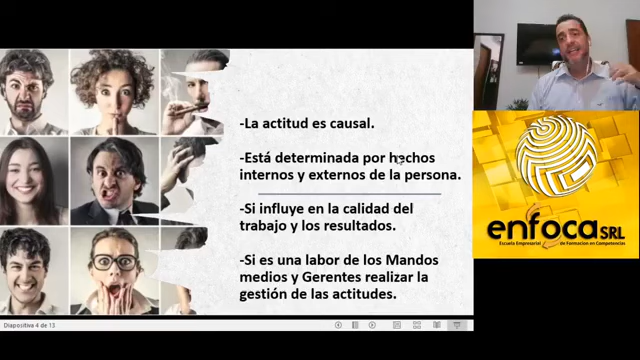 -La actitud es causal.
-Está determinada por hechos
internos y externos de la persona.
-Si influye en la calidad del
trabajo y los resultados.
-Si es una labor de los Mandos
medios y Gerentes realizar la
gestión de las actitudes.
Diapositiva 4 de 13
enfoca SRL
Escuela Empresarial de Formacion en Competencias